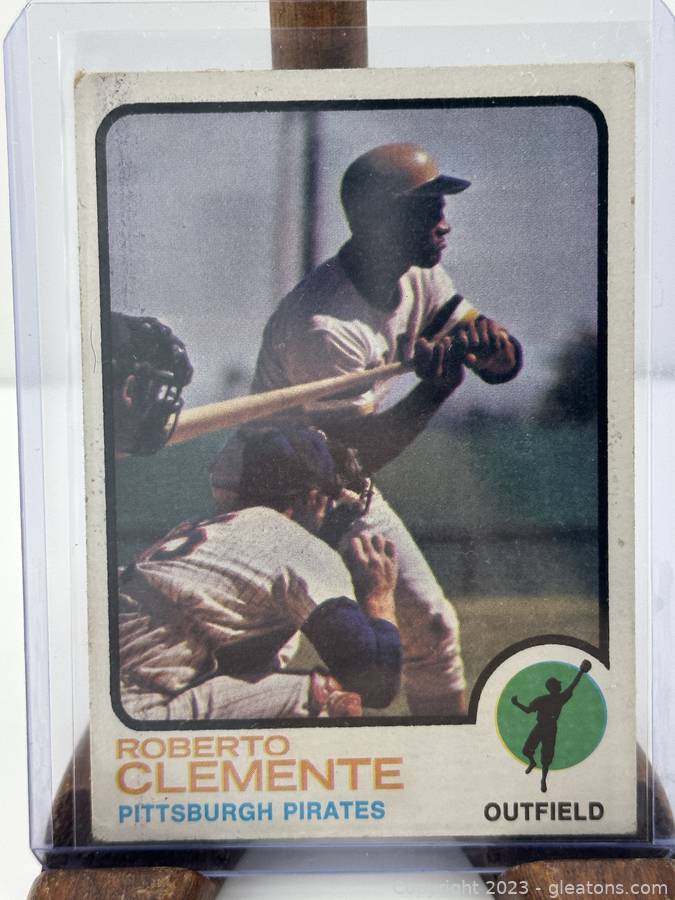 ROBERTO
CLEMENTE
PITTSBURGH PIRATES
OUTFIELD
Copyright 2023 - gleatons.com